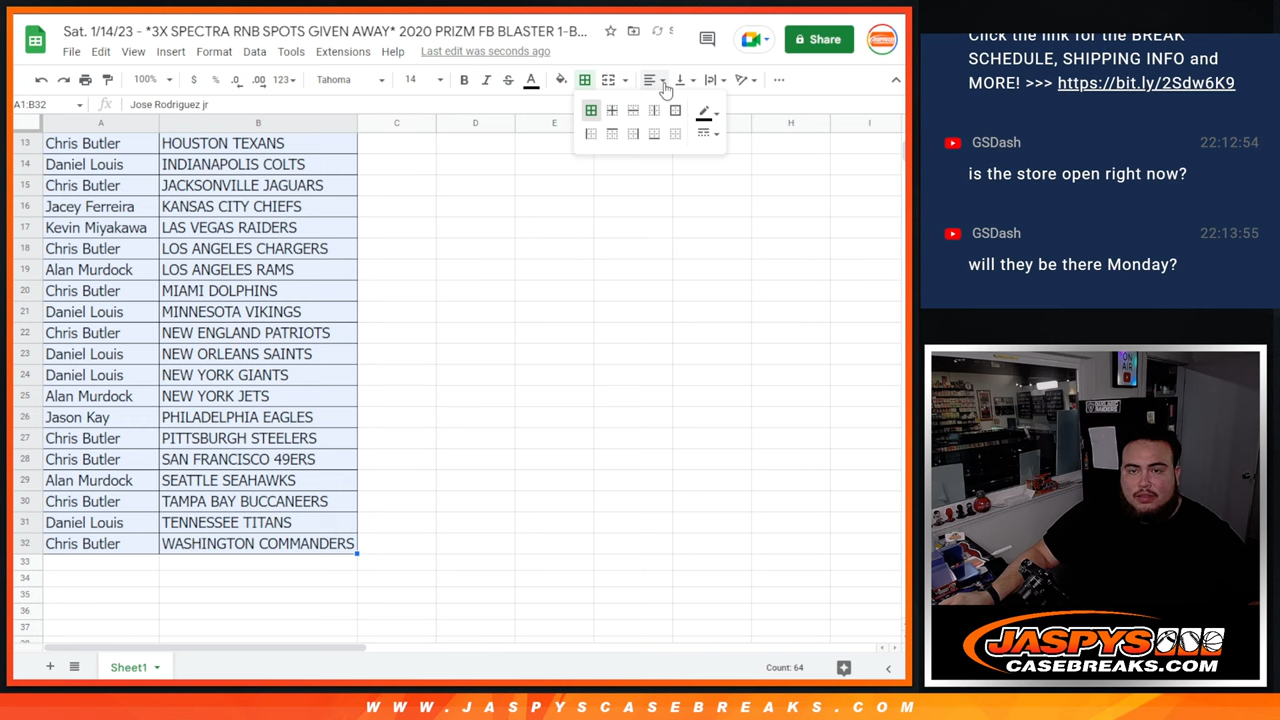 Sat. 1/14/23 - *3X SPECTRA RNB SPOTS GIVEN AWAY* 2020 PRIZM FB BLASTER 1-B...
File Edit View Insert Format Data Tools Extensions Help Last edit was seconds ago
Share
100% $ % .0 .00 123 Tahoma 14 B I S A
A1:B32 fx Jose Rodriguez jr
A B C D E H I
13 Chris Butler HOUSTON TEXANS
14 Daniel Louis INDIANAPOLIS COLTS
15 Chris Butler JACKSONVILLE JAGUARS
16 Jacey Ferreira KANSAS CITY CHIEFS
17 Kevin Miyakawa LAS VEGAS RAIDERS
18 Chris Butler LOS ANGELES CHARGERS
19 Alan Murdock LOS ANGELES RAMS
20 Chris Butler MIAMI DOLPHINS
21 Daniel Louis MINNESOTA VIKINGS
22 Chris Butler NEW ENGLAND PATRIOTS
23 Daniel Louis NEW ORLEANS SAINTS
24 Daniel Louis NEW YORK GIANTS
25 Alan Murdock NEW YORK JETS
26 Jason Kay PHILADELPHIA EAGLES
27 Chris Butler PITTSBURGH STEELERS
28 Chris Butler SAN FRANCISCO 49ERS
29 Alan Murdock SEATTLE SEAHAWKS
30 Chris Butler TAMPA BAY BUCCANEERS
31 Daniel Louis TENNESSEE TITANS
32 Chris Butler WASHINGTON COMMANDERS
33
34
35
36
37
Sheet1
Count: 64
Click the link for the BREAK
SCHEDULE, SHIPPING INFO and
MORE! >>> https://bit.ly/2Sdw6K9
GSDash 22:12:54
is the store open right now?
GSDash 22:13:55
will they be there Monday?
ON
AIR
JASPYS
CASEBREAKS.COM
WWW.JASPYSCASEBREAKS.COM